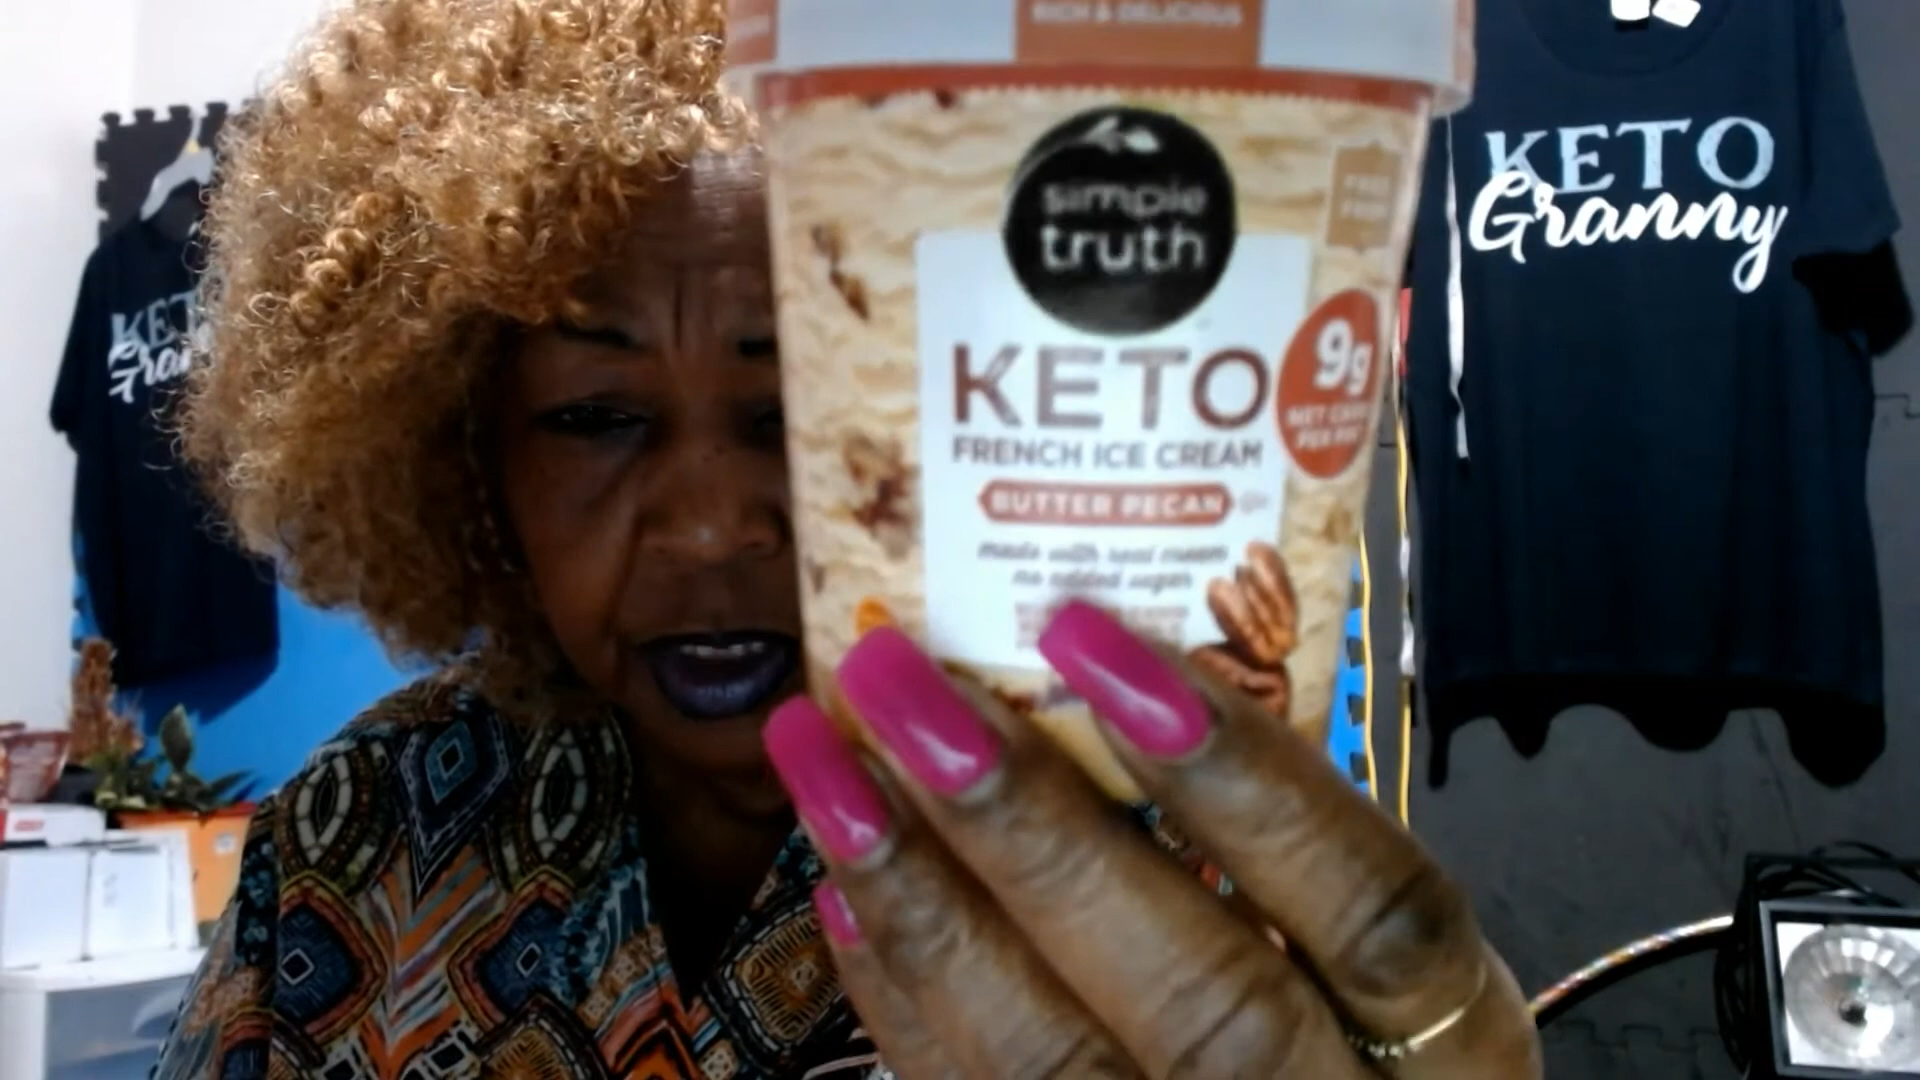 RICH & DELICIOUS
simple
truth
KETO
FRENCH ICE CREAM
BUTTER PECAN
made with real cream
no added sugar
9g
NET CARBS
PER PINT
KETO
Granny
KET
Gran